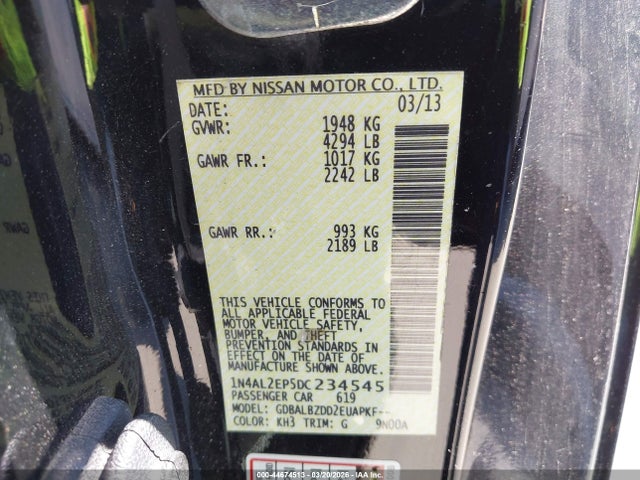 MFD BY NISSAN MOTOR CO., LTD.
DATE: 03/13
GVWR: 1948 KG
4294 LB
GAWR FR.: 1017 KG
2242 LB
GAWR RR.: 993 KG
2189 LB
THIS VEHICLE CONFORMS TO
ALL APPLICABLE FEDERAL
MOTOR VEHICLE SAFETY,
BUMPER, AND THEFT
PREVENTION STANDARDS IN
EFFECT ON THE DATE OF
MANUFACTURE SHOWN ABOVE.
1N4AL2EP5DC234545
PASSENGER CAR 619
MODEL: GDBALBZDD2EUAPKF--
COLOR: KH3 TRIM: G 9N00A
000-44674513 - 03/20/2026 - IAAI.COM